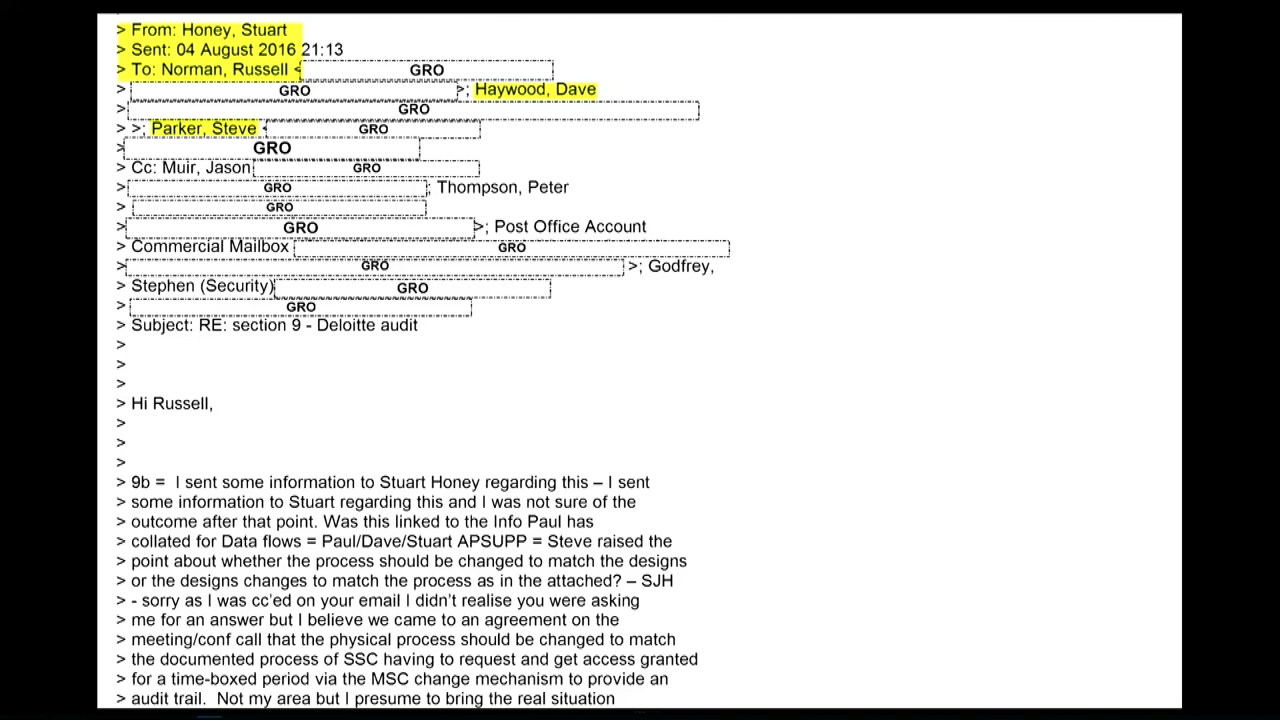 > From: Honey, Stuart
> Sent: 04 August 2016 21:13
> To: Norman, Russell < GRO
> GRO >; Haywood, Dave
> GRO
> >; Parker, Steve < GRO
> GRO
> Cc: Muir, Jason GRO
> GRO ; Thompson, Peter
> GRO
> GRO >; Post Office Account
> Commercial Mailbox GRO
> GRO >; Godfrey,
> Stephen (Security) GRO
> GRO
> Subject: RE: section 9 - Deloitte audit
>
>
>
> Hi Russell,
>
>
>
> 9b = I sent some information to Stuart Honey regarding this – I sent
> some information to Stuart regarding this and I was not sure of the
> outcome after that point. Was this linked to the Info Paul has
> collated for Data flows = Paul/Dave/Stuart APSUPP = Steve raised the
> point about whether the process should be changed to match the designs
> or the designs changes to match the process as in the attached? – SJH
> - sorry as I was cc'ed on your email I didn't realise you were asking
> me for an answer but I believe we came to an agreement on the
> meeting/conf call that the physical process should be changed to match
> the documented process of SSC having to request and get access granted
> for a time-boxed period via the MSC change mechanism to provide an
> audit trail. Not my area but I presume to bring the real situation